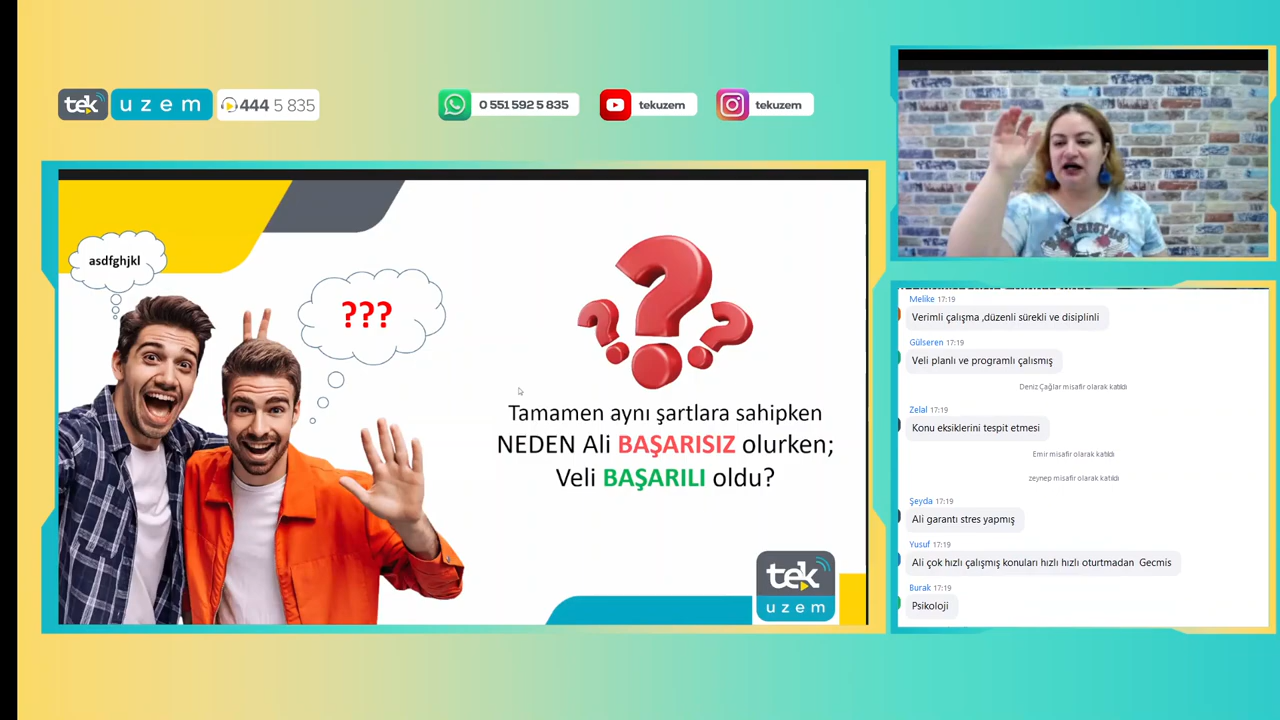 tek uzem 444 5 835
0 551 592 5 835
tekuzem
tekuzem
asdfghjkl
???
Tamamen aynı şartlara sahipken
NEDEN Ali BAŞARISIZ olurken;
Veli BAŞARILI oldu?
tek
uzem
Melike 17:19
Verimli çalışma ,düzenli sürekli ve disiplinli
Gülseren 17:19
Veli planlı ve programlı çalısmış
Deniz Çağlar misafir olarak katıldı
Zelal 17:19
Konu eksiklerini tespit etmesi
Emir misafir olarak katıldı
zeynep misafir olarak katıldı
Şeyda 17:19
Ali garantı stres yapmış
Yusuf 17:19
Ali çok hızlı çalışmış konuları hızlı hızlı oturtmadan Gecmis
Burak 17:19
Psikoloji